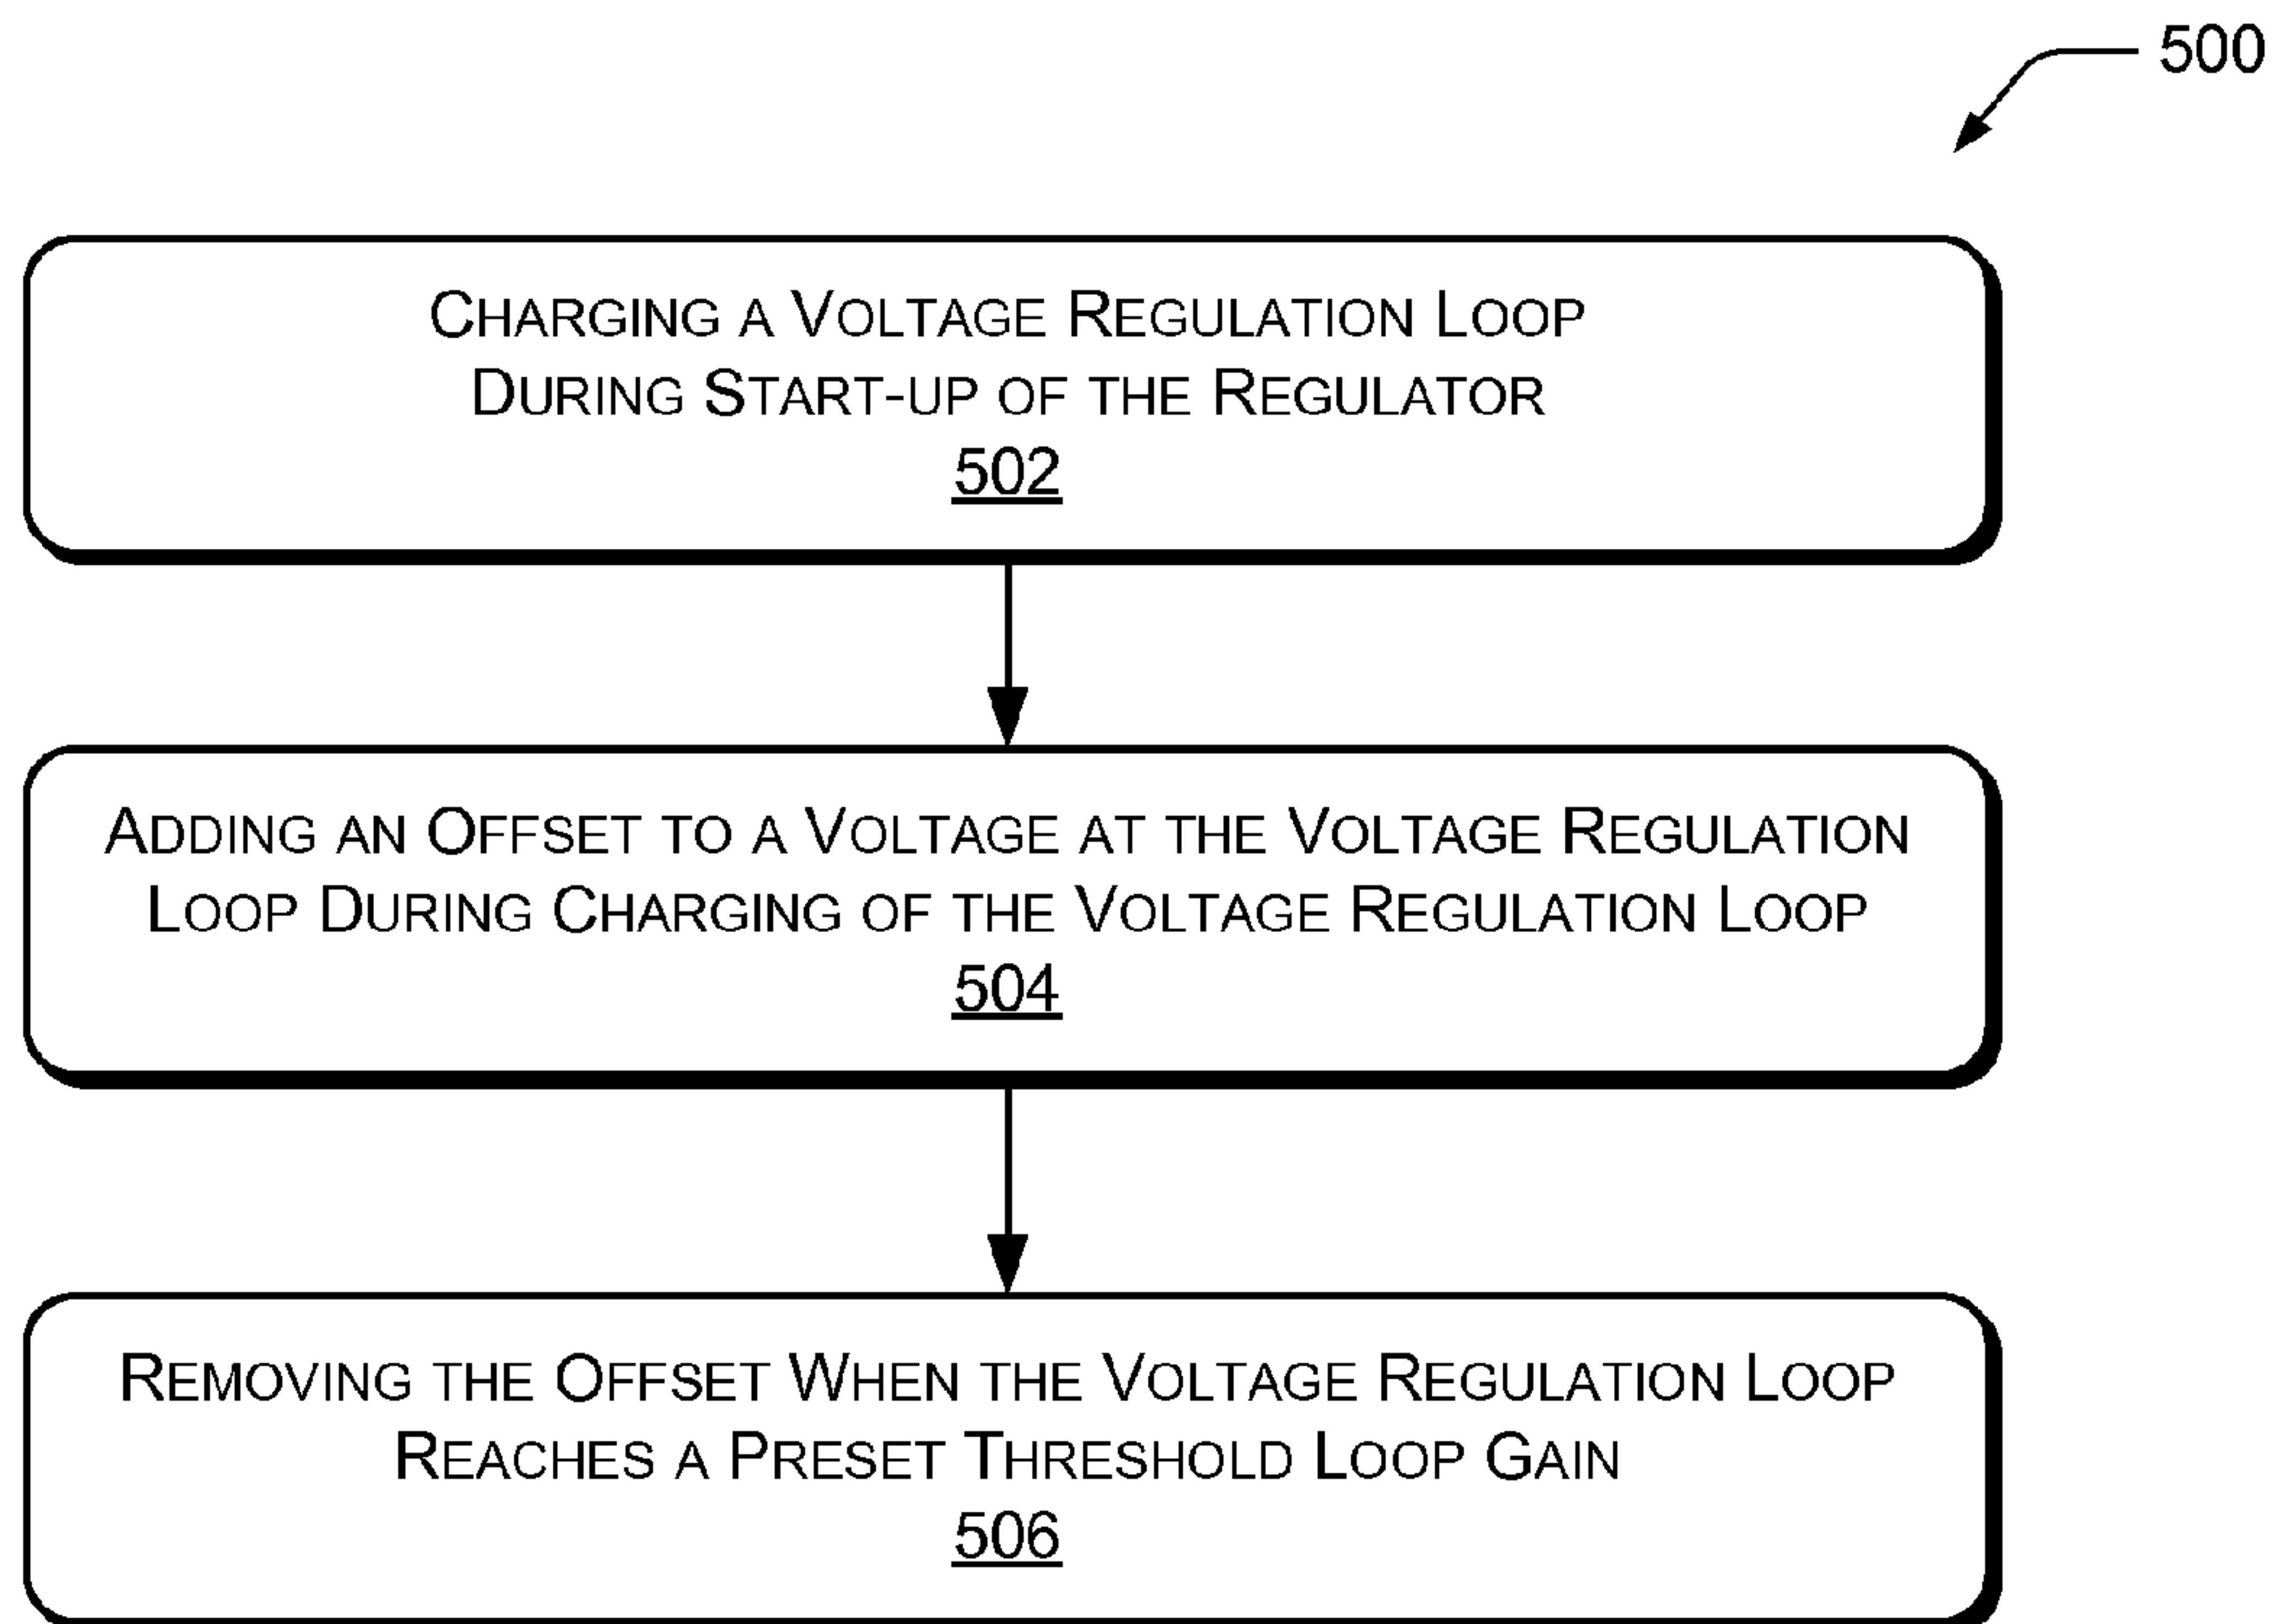 500
CHARGING A VOLTAGE REGULATION LOOP
DURING START-UP OF THE REGULATOR
502
ADDING AN OFFSET TO A VOLTAGE AT THE VOLTAGE REGULATION
LOOP DURING CHARGING OF THE VOLTAGE REGULATION LOOP
504
REMOVING THE OFFSET WHEN THE VOLTAGE REGULATION LOOP
REACHES A PRESET THRESHOLD LOOP GAIN
506